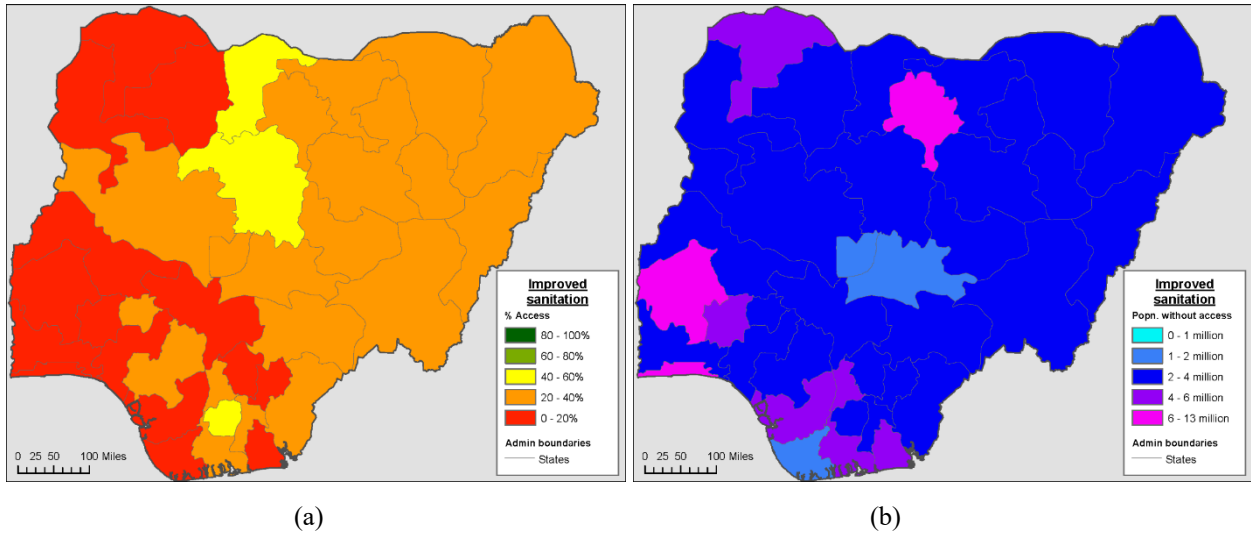 Improved
sanitation
% Access
80 - 100%
60 - 80%
40 - 60%
20 - 40%
0 - 20%
Admin boundaries
States
0 25 50 100 Miles
(a)
Improved
sanitation
Popn. without access
0 - 1 million
1 - 2 million
2 - 4 million
4 - 6 million
6 - 13 million
Admin boundaries
States
0 25 50 100 Miles
(b)